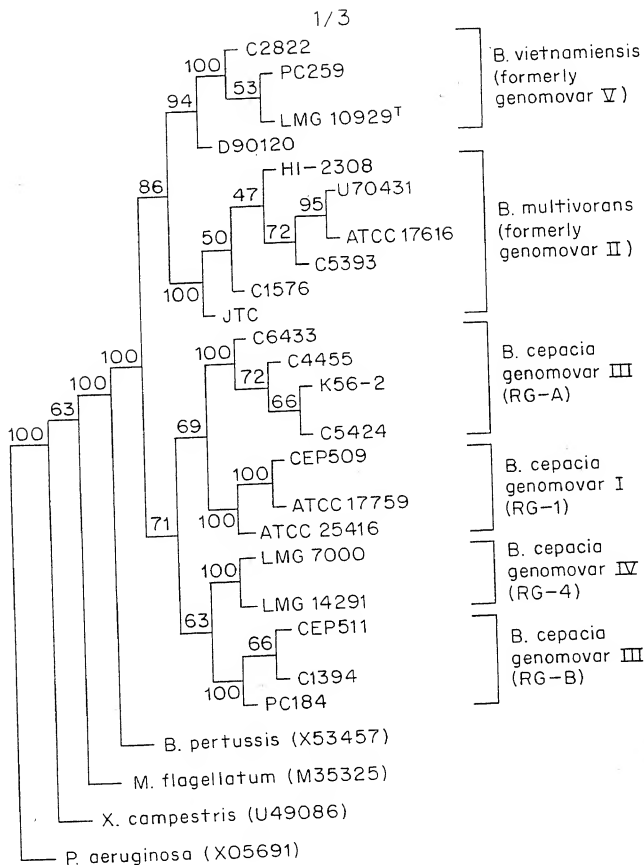 1/3
C2822
100
PC259
53
94
LMG 10929ᵀ
D90120
B. vietnamiensis
(formerly
genomovar V)
86
HI-2308
47
U70431
95
72
ATCC 17616
50
C5393
100
C1576
JTC
B. multivorans
(formerly
genomovar II)
C6433
100
C4455
72
K56-2
66
C5424
B. cepacia
genomovar III
(RG-A)
100
100
63
100
69
CEP509
100
ATCC 17759
100
ATCC 25416
B. cepacia
genomovar I
(RG-1)
71
LMG 7000
100
LMG 14291
B. cepacia
genomovar IV
(RG-4)
63
CEP511
66
C1394
100
PC184
B. cepacia
genomovar III
(RG-B)
B. pertussis (X53457)
M. flagellatum (M35325)
X. campestris (U49086)
P. aeruginosa (X05691)